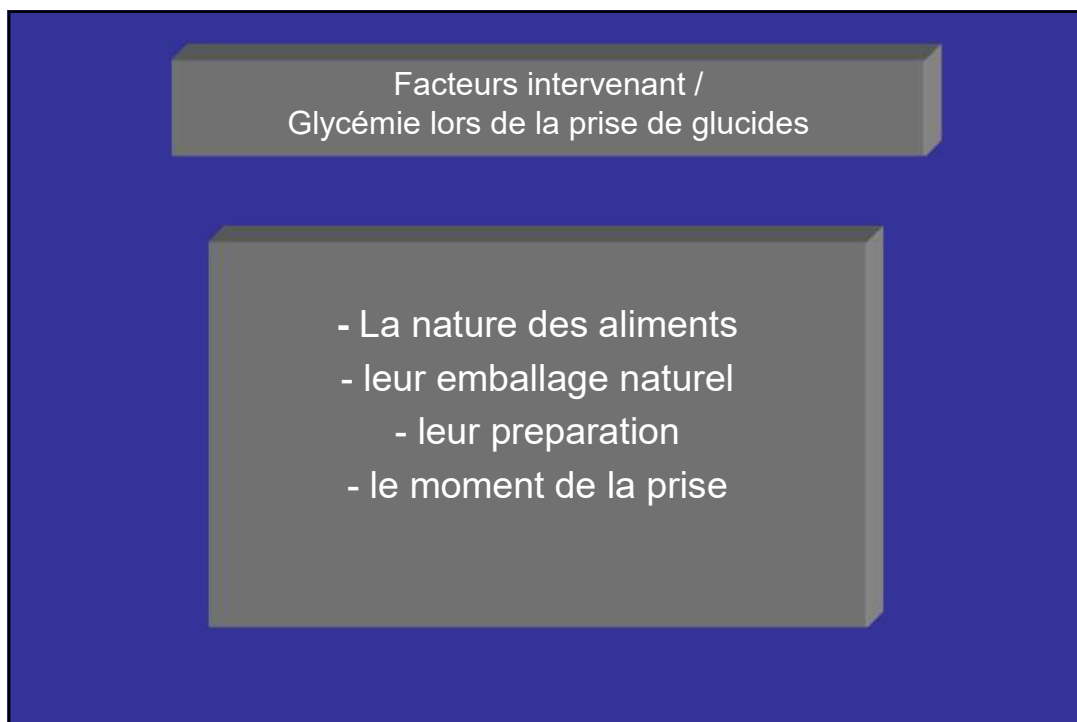 Facteurs intervenant /
Glycémie lors de la prise de glucides
- La nature des aliments
- leur emballage naturel
- leur preparation
- le moment de la prise